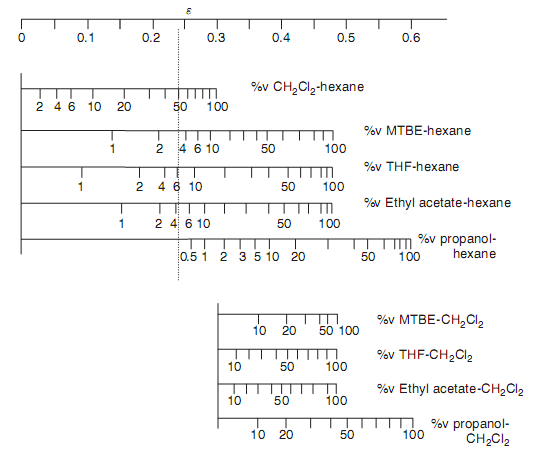 ε
0 0.1 0.2 0.3 0.4 0.5 0.6
%v CH₂Cl₂-hexane
2 4 6 10 20 50 100
%v MTBE-hexane
1 2 4 6 10 50 100
%v THF-hexane
1 2 4 6 10 50 100
%v Ethyl acetate-hexane
1 2 4 6 10 50 100
%v propanol-
hexane
0.5 1 2 3 5 10 20 50 100
%v MTBE-CH₂Cl₂
10 20 50 100
%v THF-CH₂Cl₂
10 50 100
%v Ethyl acetate-CH₂Cl₂
10 50 100
%v propanol-
CH₂Cl₂
10 20 50 100